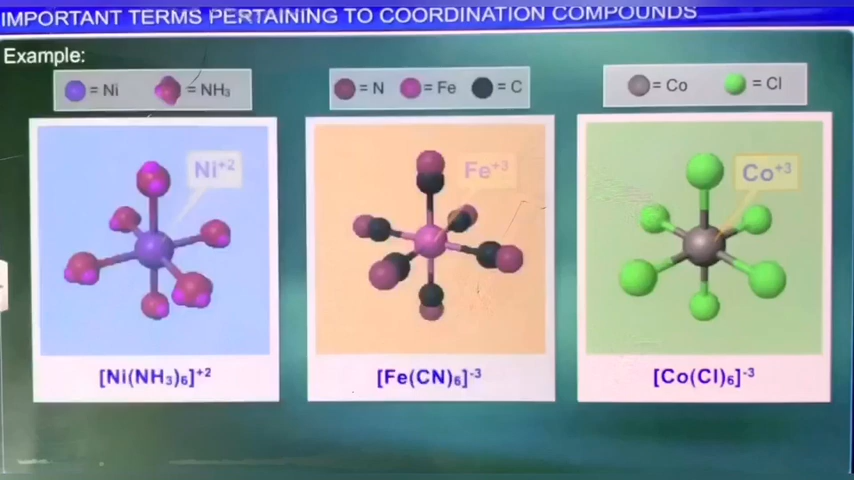 IMPORTANT TERMS PERTAINING TO COORDINATION COMPOUNDS
Example:
= Ni = NH₃
= N = Fe = C
= Co = Cl
Ni⁺²
Fe⁺³
Co⁺³
[Ni(NH₃)₆]⁺²
[Fe(CN)₆]⁻³
[Co(Cl)₆]⁻³